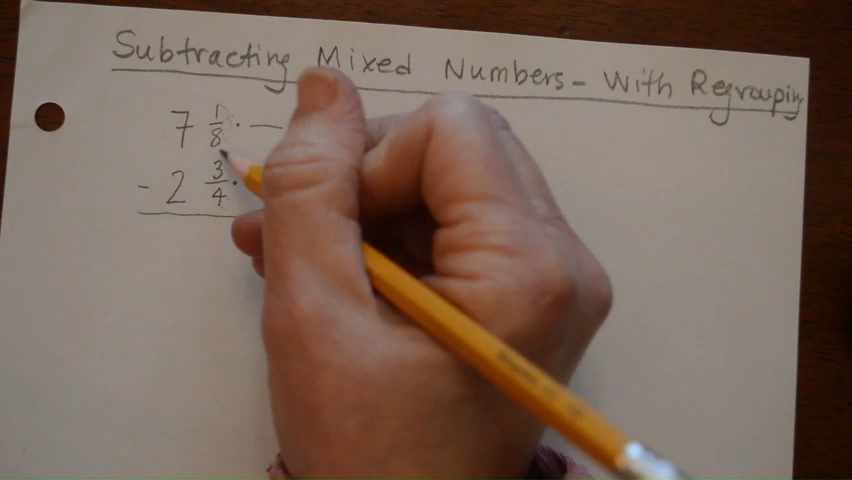 Subtracting Mixed Numbers - With Regrouping
7 1/8 · —
- 2 3/4 ·